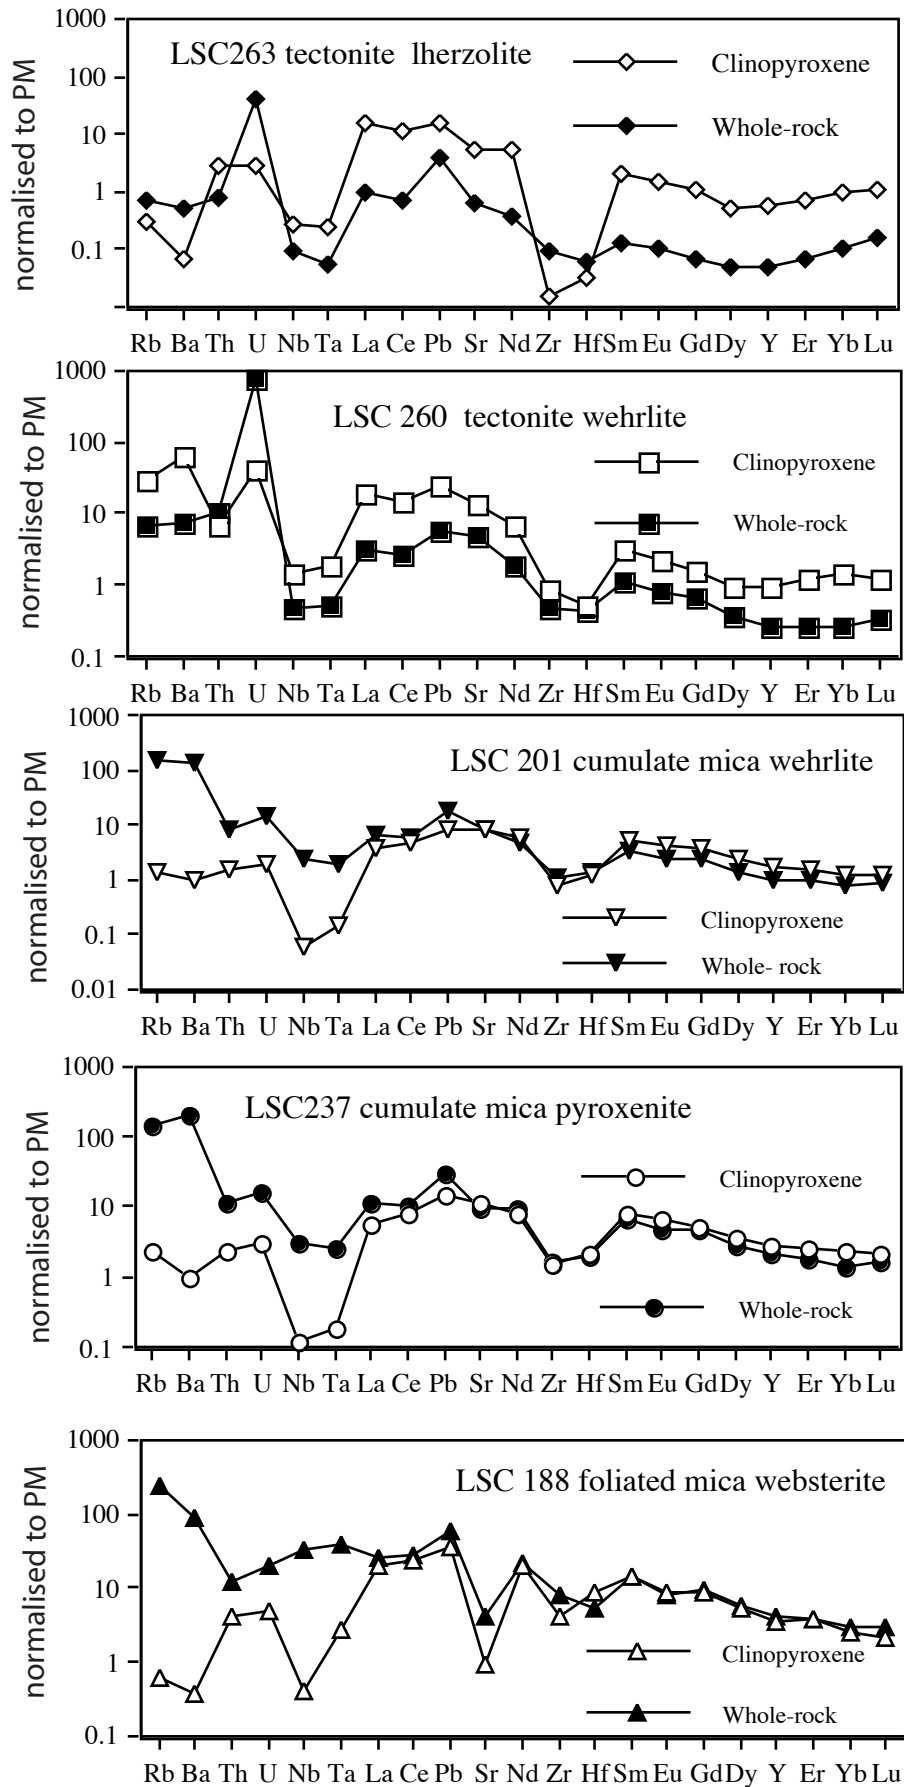 1000
LSC263 tectonite lherzolite
Clinopyroxene
100
Whole-rock
10
1
0.1
normalised to PM
Rb Ba Th U Nb Ta La Ce Pb Sr Nd Zr Hf Sm Eu Gd Dy Y Er Yb Lu
1000
LSC 260 tectonite wehrlite
100
Clinopyroxene
10
Whole-rock
1
0.1
normalised to PM
Rb Ba Th U Nb Ta La Ce Pb Sr Nd Zr Hf Sm Eu Gd Dy Y Er Yb Lu
1000
LSC 201 cumulate mica wehrlite
100
10
1
Clinopyroxene
0.1
Whole- rock
0.01
normalised to PM
Rb Ba Th U Nb Ta La Ce Pb Sr Nd Zr Hf Sm Eu Gd Dy Y Er Yb Lu
1000
LSC237 cumulate mica pyroxenite
100
Clinopyroxene
10
1
Whole-rock
0.1
normalised to PM
Rb Ba Th U Nb Ta La Ce Pb Sr Nd Zr Hf Sm Eu Gd Dy Y Er Yb Lu
1000
LSC 188 foliated mica websterite
100
10
1
Clinopyroxene
Whole-rock
0.1
normalised to PM
Rb Ba Th U Nb Ta La Ce Pb Sr Nd Zr Hf Sm Eu Gd Dy Y Er Yb Lu